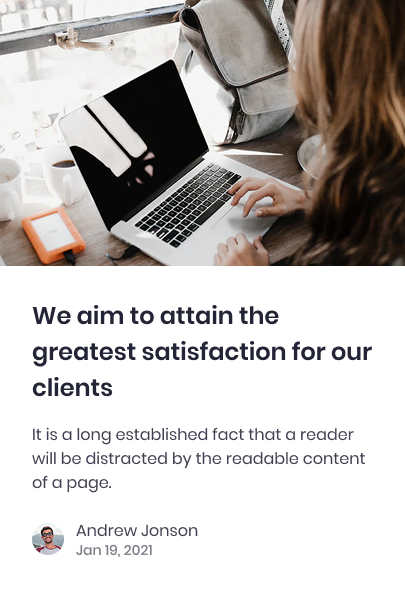 We aim to attain the
greatest satisfaction for our
clients
It is a long established fact that a reader
will be distracted by the readable content
of a page.
Andrew Jonson
Jan 19, 2021